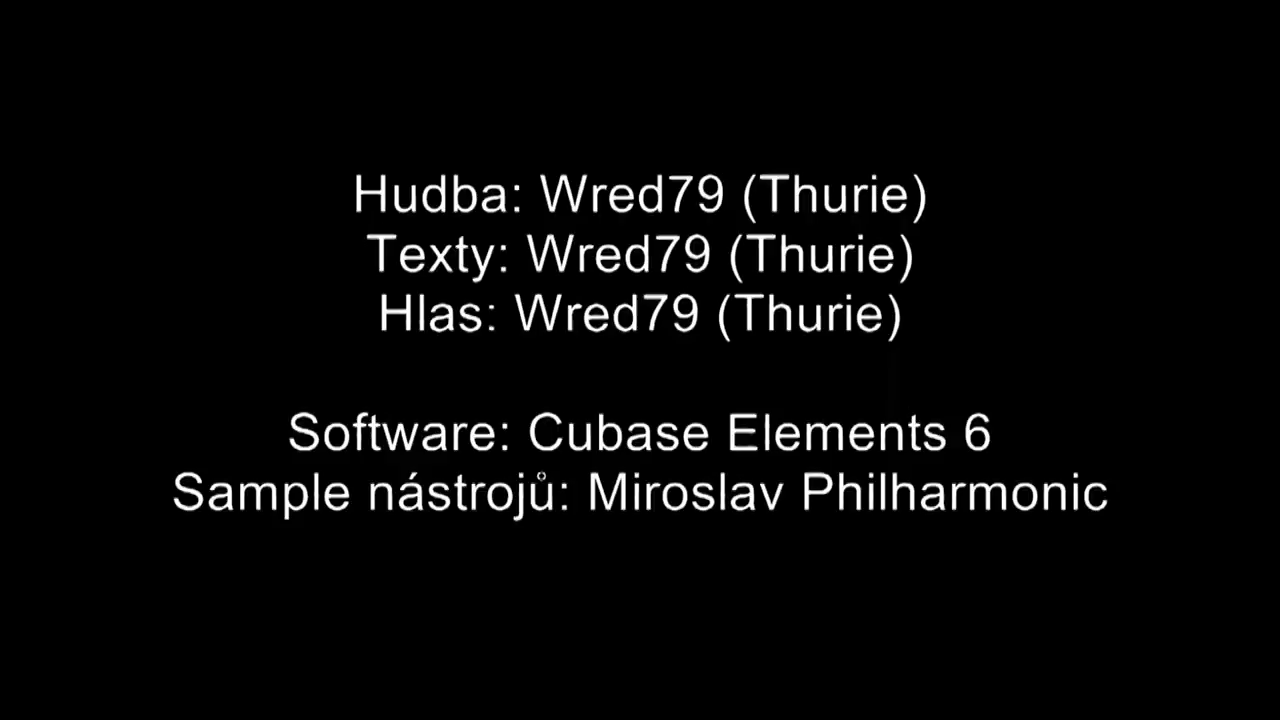 Hudba: Wred79 (Thurie)
Texty: Wred79 (Thurie)
Hlas: Wred79 (Thurie)
Software: Cubase Elements 6
Sample nástrojů: Miroslav Philharmonic